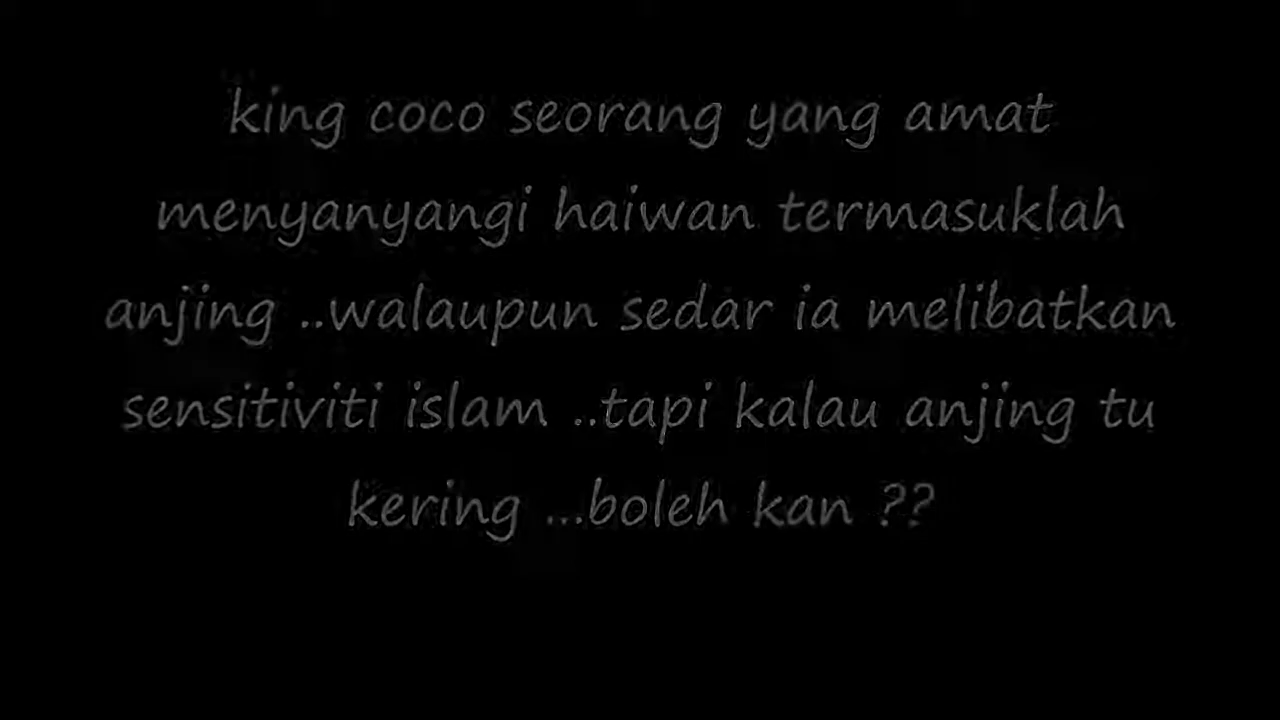 king coco seorang yang amat
menyanyangi haiwan termasuklah
anjing ..walaupun sedar ia melibatkan
sensitiviti islam ..tapi kalau anjing tu
kering ...boleh kan ??